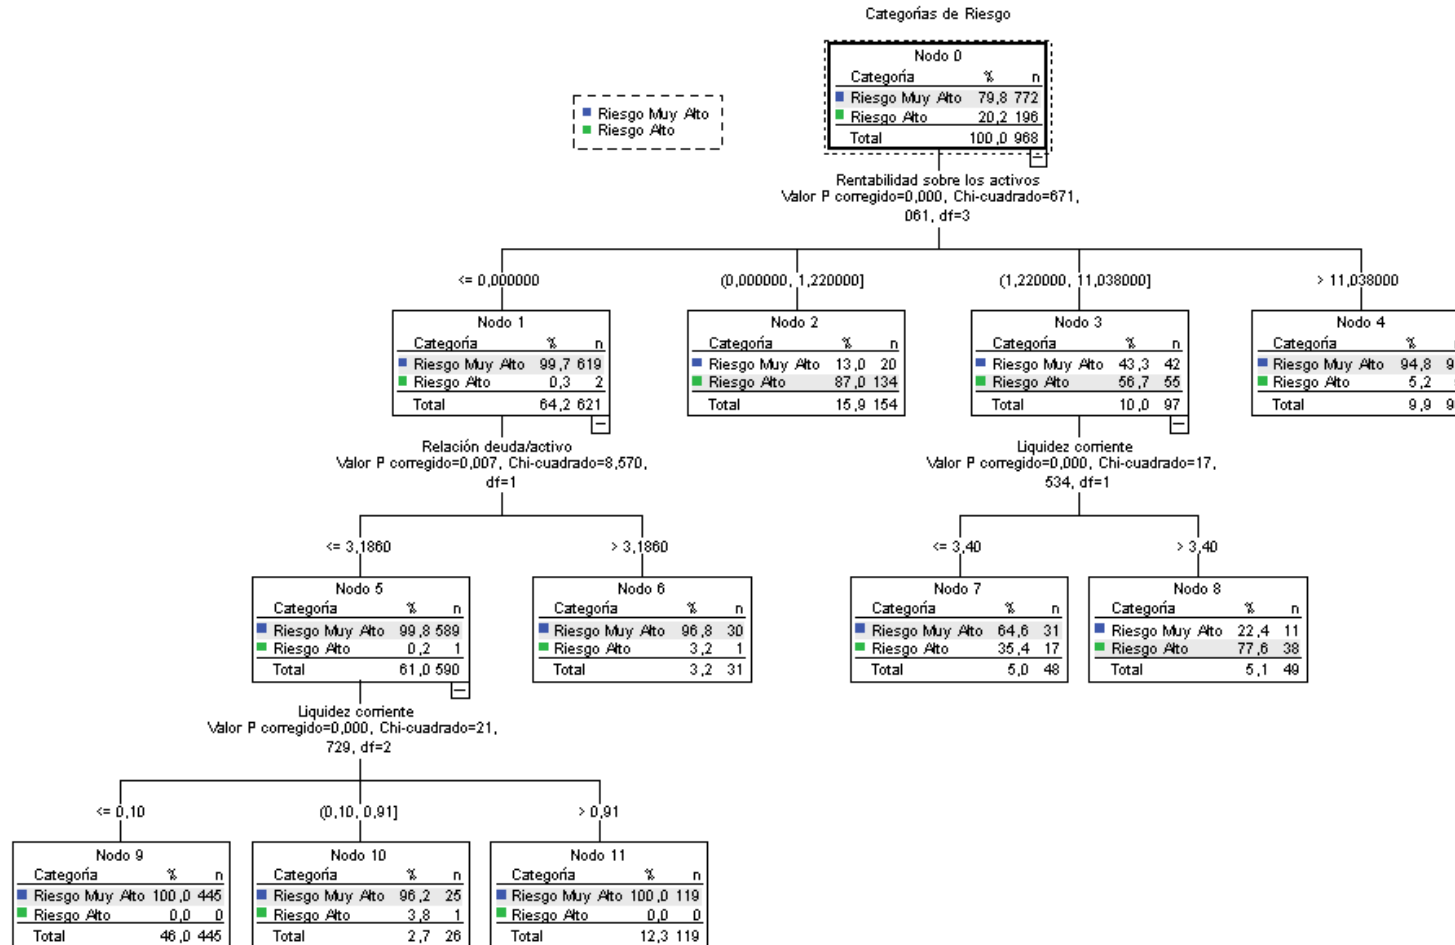 Categorías de Riesgo
Riesgo Muy Alto
Riesgo Alto
Nodo 0
Categoría % n
Riesgo Muy Alto 79,8 772
Riesgo Alto 20,2 196
Total 100,0 968
Rentabilidad sobre los activos
Valor P corregido=0,000, Chi-cuadrado=671,
061, df=3
<= 0,000000
(0,000000, 1,220000]
(1,220000, 11,038000]
> 11,038000
Nodo 1
Categoría % n
Riesgo Muy Alto 99,7 619
Riesgo Alto 0,3 2
Total 64,2 621
Nodo 2
Categoría % n
Riesgo Muy Alto 13,0 20
Riesgo Alto 87,0 134
Total 15,9 154
Nodo 3
Categoría % n
Riesgo Muy Alto 43,3 42
Riesgo Alto 56,7 55
Total 10,0 97
Nodo 4
Categoría %
Riesgo Muy Alto 94,8
Riesgo Alto 5,2
Total 9,9
Relación deuda/activo
Valor P corregido=0,007, Chi-cuadrado=8,570,
df=1
Liquidez corriente
Valor P corregido=0,000, Chi-cuadrado=17,
534, df=1
<= 3,1860
> 3,1860
<= 3,40
> 3,40
Nodo 5
Categoría % n
Riesgo Muy Alto 99,8 589
Riesgo Alto 0,2 1
Total 61,0 590
Nodo 6
Categoría % n
Riesgo Muy Alto 96,8 30
Riesgo Alto 3,2 1
Total 3,2 31
Nodo 7
Categoría % n
Riesgo Muy Alto 64,6 31
Riesgo Alto 35,4 17
Total 5,0 48
Nodo 8
Categoría % n
Riesgo Muy Alto 22,4 11
Riesgo Alto 77,6 38
Total 5,1 49
Liquidez corriente
Valor P corregido=0,000, Chi-cuadrado=21,
729, df=2
<= 0,10
(0,10, 0,91]
> 0,91
Nodo 9
Categoría % n
Riesgo Muy Alto 100,0 445
Riesgo Alto 0,0 0
Total 46,0 445
Nodo 10
Categoría % n
Riesgo Muy Alto 96,2 25
Riesgo Alto 3,8 1
Total 2,7 26
Nodo 11
Categoría % n
Riesgo Muy Alto 100,0 119
Riesgo Alto 0,0 0
Total 12,3 119